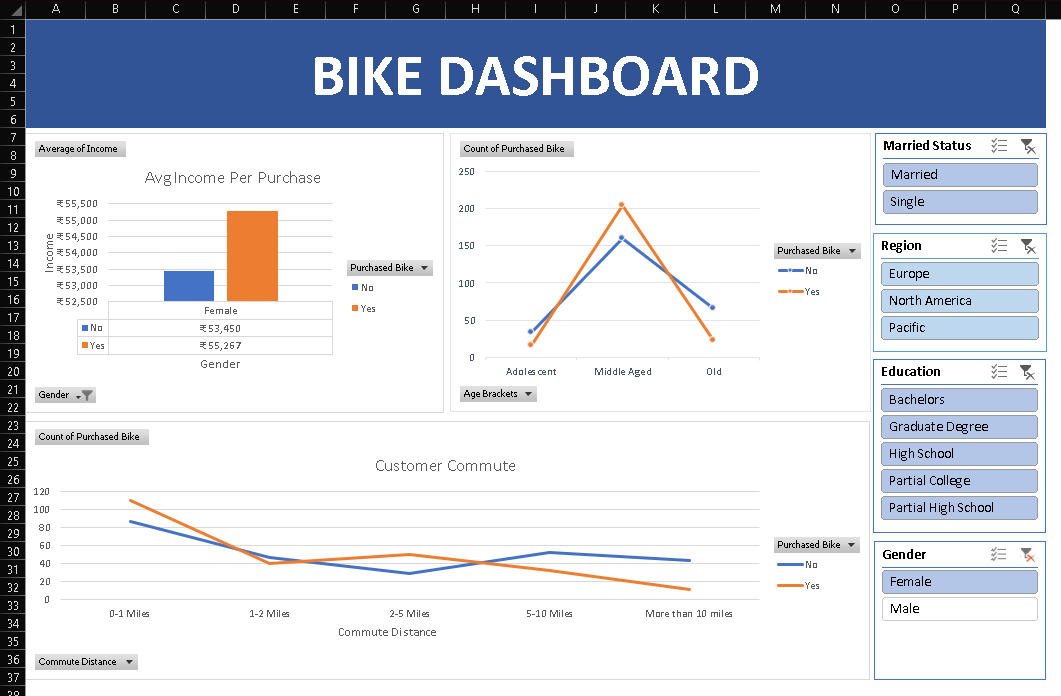 A B C D E F G H I J K L M N O P Q
1
2
3
4
5
6
7
8
9
10
11
12
13
14
15
16
17
18
19
20
21
22
23
24
25
26
27
28
29
30
31
32
33
34
35
36
37
38
BIKE DASHBOARD
Average of Income
Avg Income Per Purchase
₹55,500
₹55,000
₹54,500
₹54,000
₹53,500
₹53,000
₹52,500
Income
Female
No ₹53,450
Yes ₹55,267
Gender
Purchased Bike
No
Yes
Gender
Count of Purchased Bike
250
200
150
100
50
0
Adolescent Middle Aged Old
Purchased Bike
No
Yes
Age Brackets
Count of Purchased Bike
Customer Commute
120
100
80
60
40
20
0
0-1 Miles 1-2 Miles 2-5 Miles 5-10 Miles More than 10 miles
Commute Distance
Purchased Bike
No
Yes
Commute Distance
Married Status
Married
Single
Region
Europe
North America
Pacific
Education
Bachelors
Graduate Degree
High School
Partial College
Partial High School
Gender
Female
Male